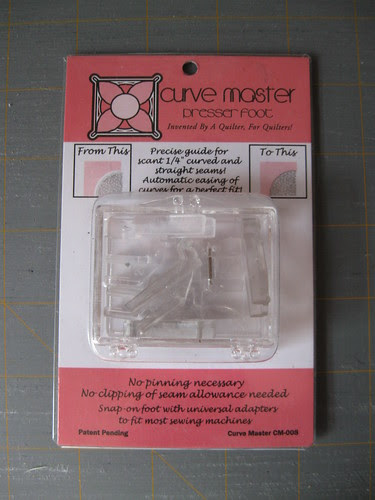 curve master
presser foot
Invented By A Quilter, For Quilters!
From This
Precise guide for
scant 1/4" curved and
straight seams!
Automatic easing of
curves for a perfect fit!
To This
No pinning necessary
No clipping of seam allowance needed
Snap-on foot with universal adapters
to fit most sewing machines
Patent Pending
Curve Master CM-00S